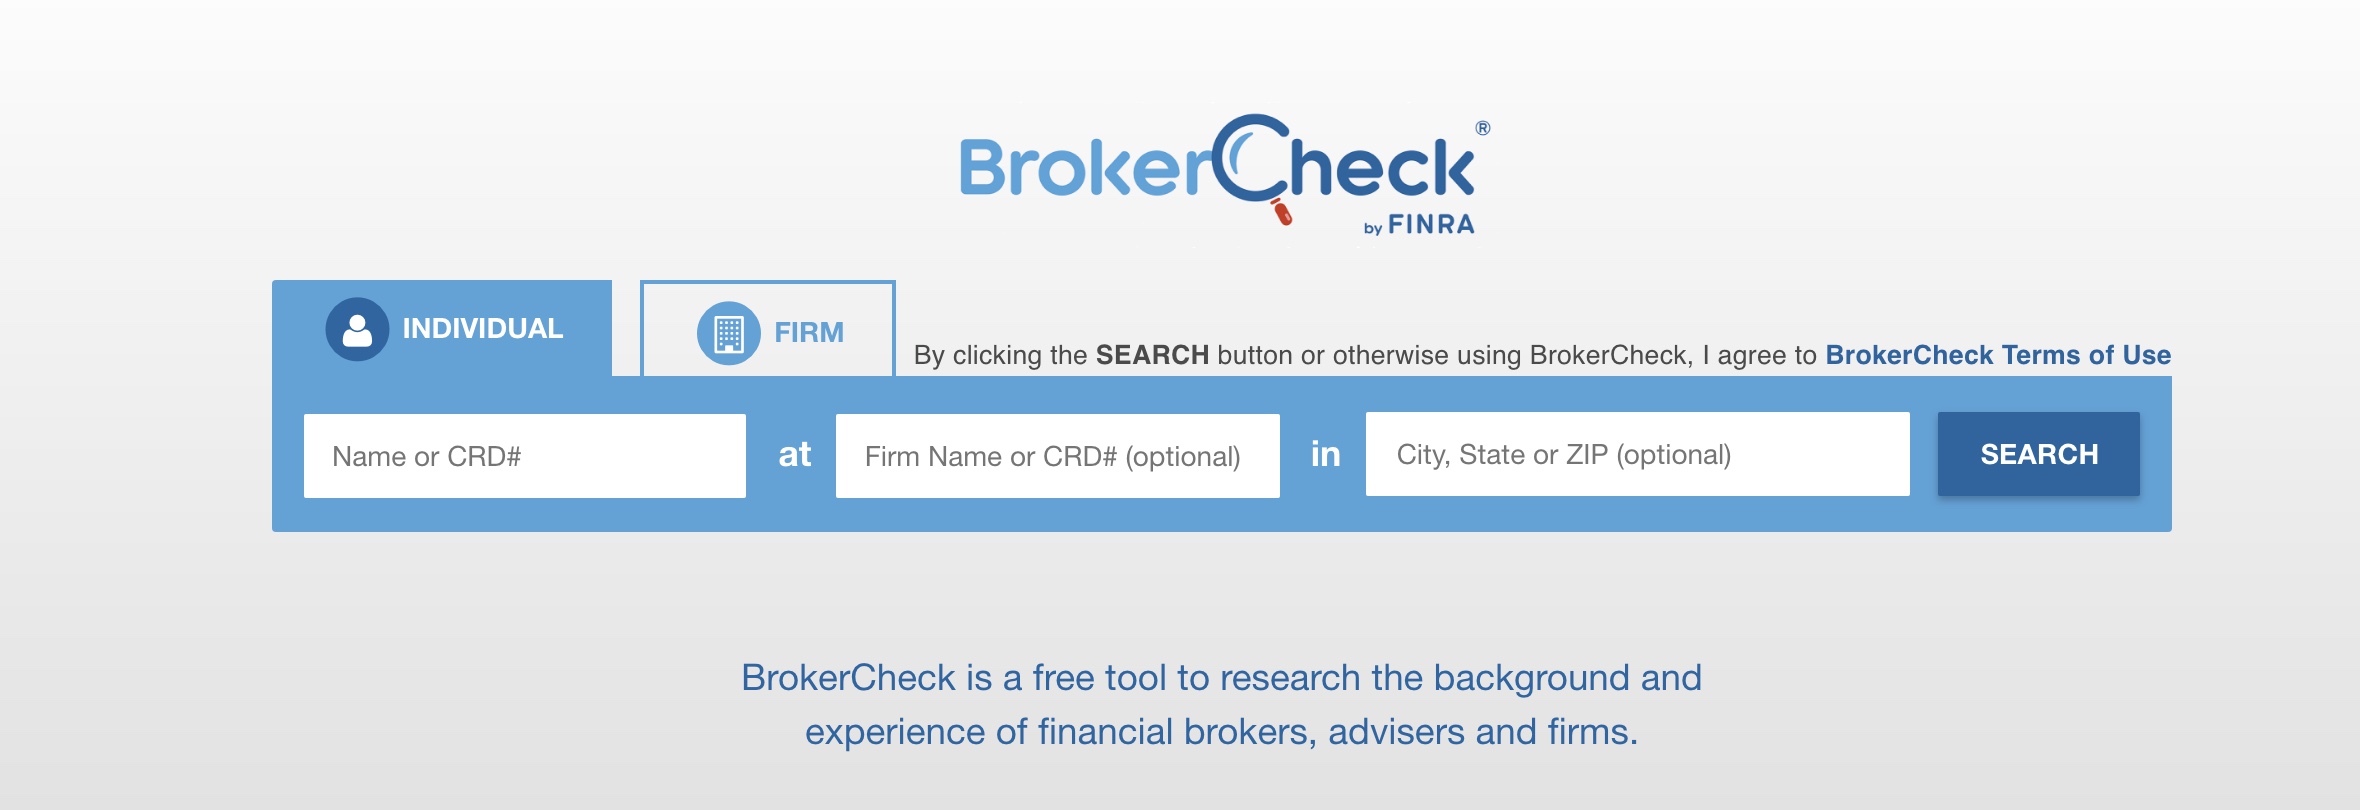 BrokerCheck®
by FINRA
INDIVIDUAL
FIRM
By clicking the SEARCH button or otherwise using BrokerCheck, I agree to BrokerCheck Terms of Use
Name or CRD# at Firm Name or CRD# (optional) in City, State or ZIP (optional) SEARCH
BrokerCheck is a free tool to research the background and
experience of financial brokers, advisers and firms.